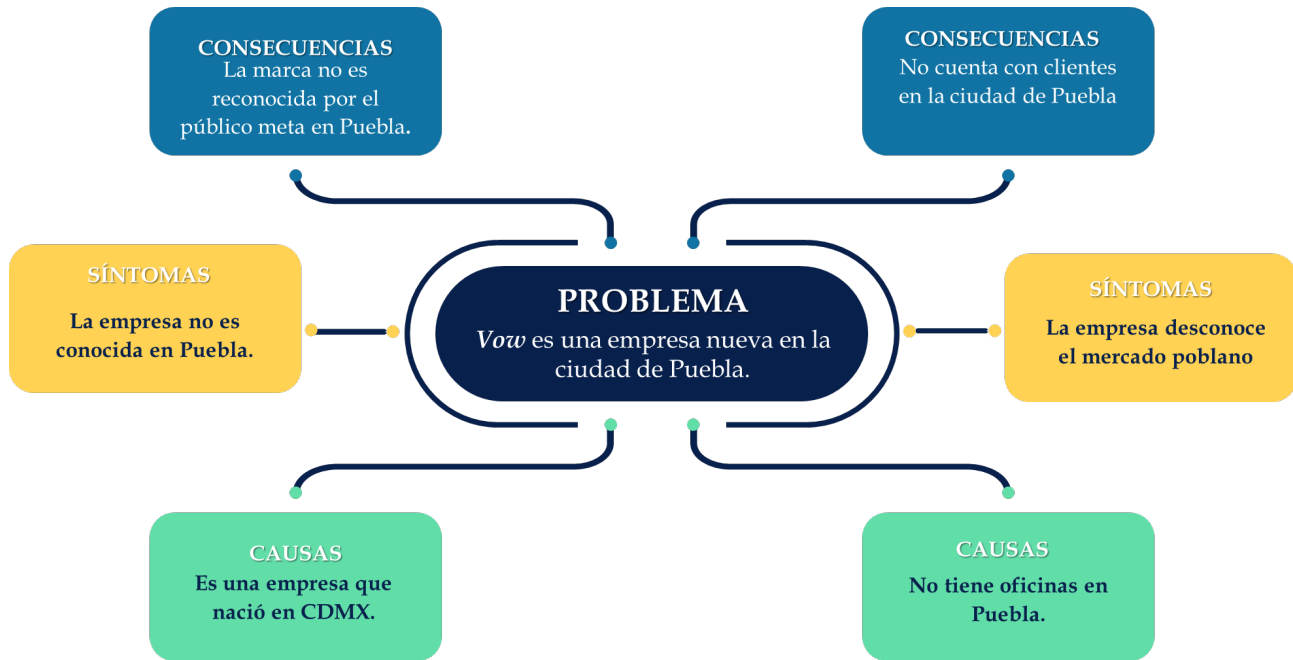 CONSECUENCIAS
La marca no es
reconocida por el
público meta en Puebla.
CONSECUENCIAS
No cuenta con clientes
en la ciudad de Puebla
SÍNTOMAS
La empresa no es
conocida en Puebla.
PROBLEMA
Vow es una empresa nueva en la
ciudad de Puebla.
SÍNTOMAS
La empresa desconoce
el mercado poblano
CAUSAS
Es una empresa que
nació en CDMX.
CAUSAS
No tiene oficinas en
Puebla.